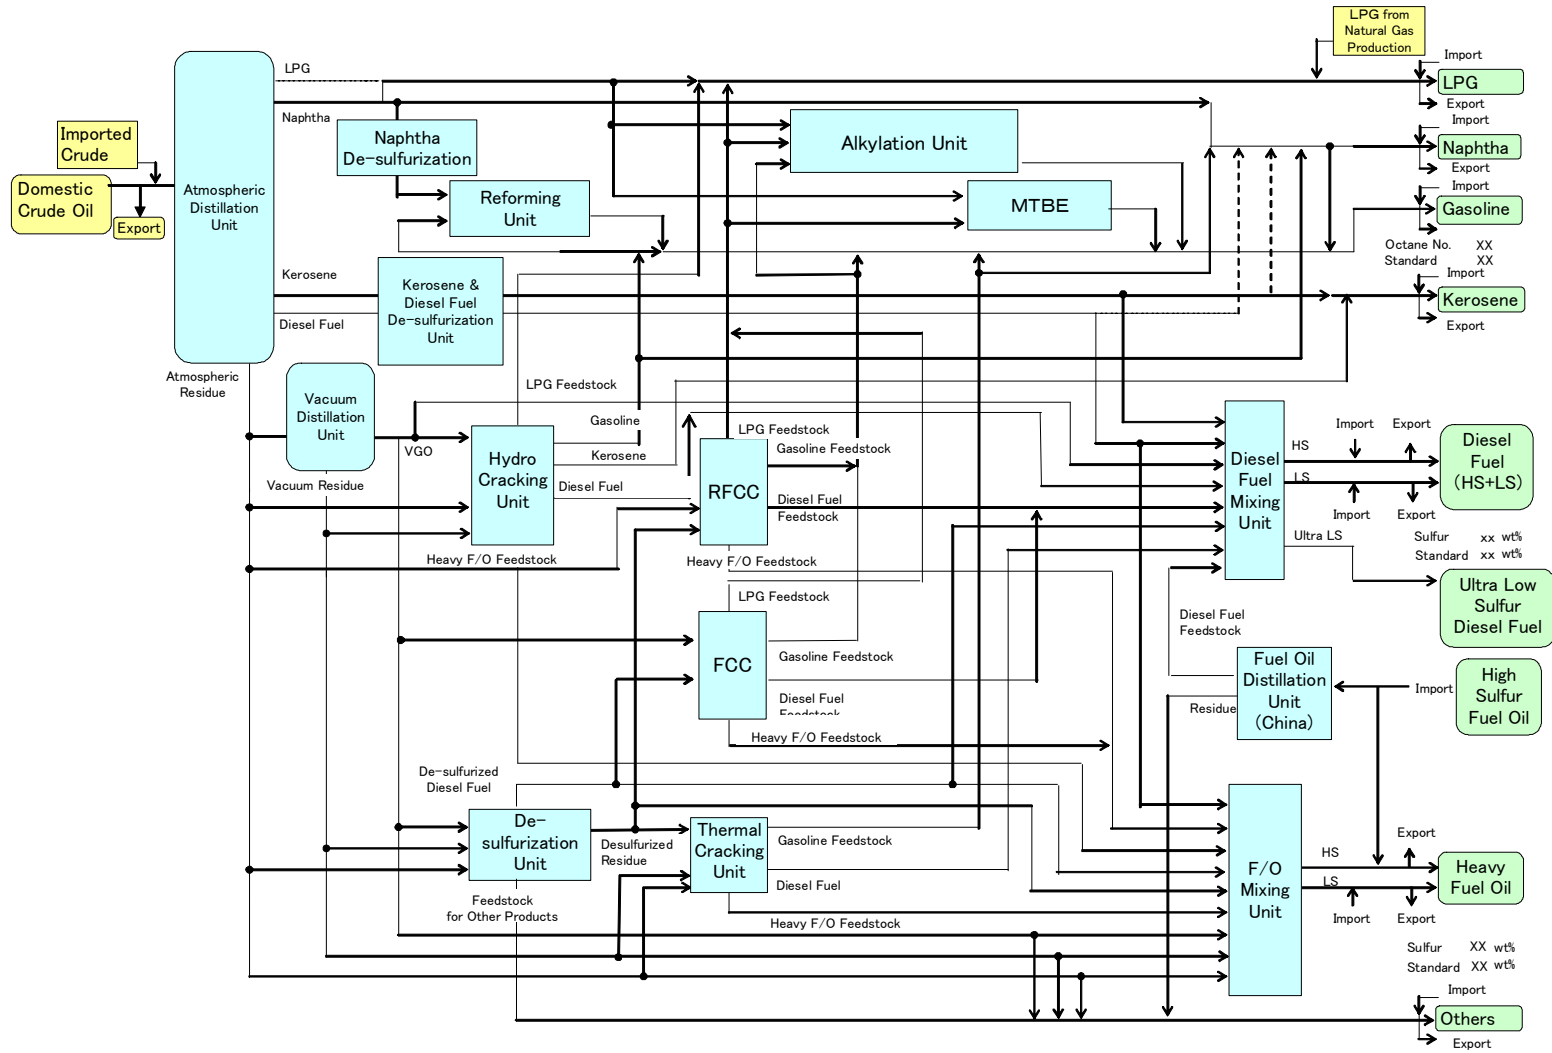 LPG from
Natural Gas
Production
Import
LPG
LPG
Export
Naphtha
Import
Imported
Crude
Naphtha
De-sulfurization
Alkylation Unit
Naphtha
Export
Domestic
Crude Oil
Atmospheric
Distillation
Unit
Reforming
Unit
MTBE
Import
Gasoline
Export
Octane No. XX
Standard XX
Kerosene
Import
Kerosene &
Diesel Fuel
De-sulfurization
Unit
Kerosene
Diesel Fuel
Export
Atmospheric
Residue
LPG Feedstock
Vacuum
Distillation
Unit
Gasoline
LPG Feedstock
Import
Export
VGO
Kerosene
Gasoline Feedstock
HS
Diesel
Fuel
(HS+LS)
Hydro
Cracking
Unit
RFCC
Diesel
Fuel
Mixing
Unit
LS
Vacuum Residue
Diesel Fuel
Diesel Fuel
Feedstock
Import
Export
Ultra LS
Sulfur xx wt%
Standard xx wt%
Heavy F/O Feedstock
Heavy F/O Feedstock
LPG Feedstock
Ultra Low
Sulfur
Diesel Fuel
Diesel Fuel
Feedstock
FCC
Gasoline Feedstock
Fuel Oil
Distillation
Unit
(China)
Import
High
Sulfur
Fuel Oil
Diesel Fuel
Feedstock
Residue
Heavy F/O Feedstock
De-sulfurized
Diesel Fuel
De-
sulfurization
Unit
Desulfurized
Residue
Thermal
Cracking
Unit
Gasoline Feedstock
Export
HS
F/O
Mixing
Unit
Heavy
Fuel Oil
Diesel Fuel
LS
Feedstock
for Other Products
Import
Export
Heavy F/O Feedstock
Sulfur XX wt%
Standard XX wt%
Import
Others
Export